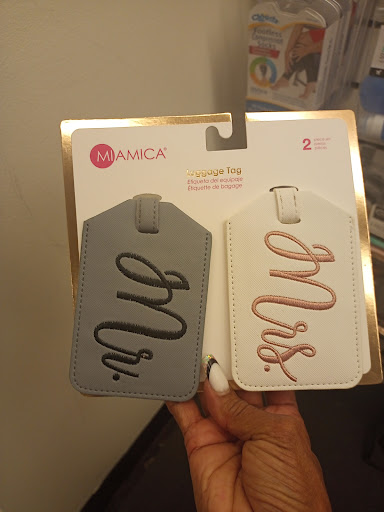 MIAMICA®
Luggage Tag
Etiqueta del equipaje
Étiquette de bagage
2
Mr.
Mrs.